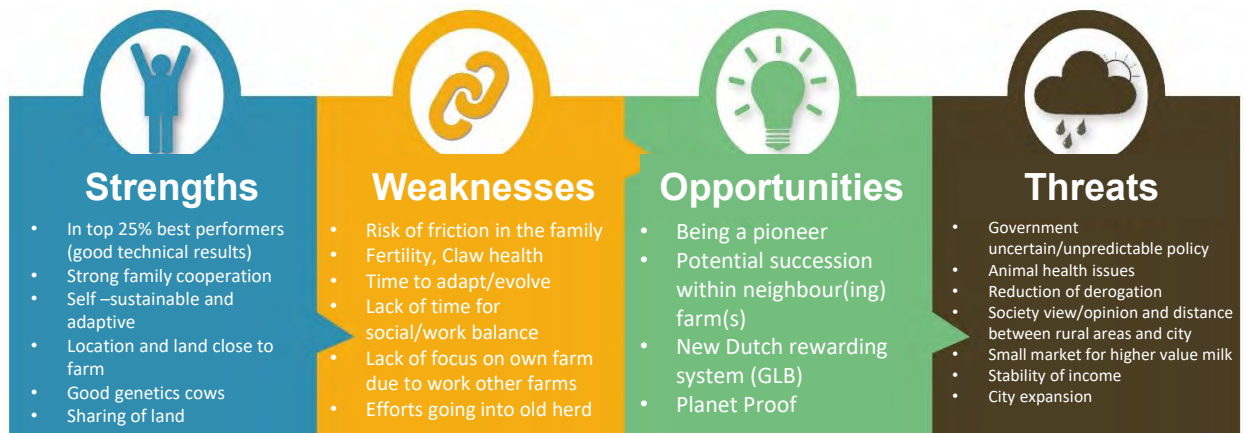 Strengths
• In top 25% best performers
(good technical results)
• Strong family cooperation
• Self –sustainable and
adaptive
• Location and land close to
farm
• Good genetics cows
• Sharing of land
Weaknesses
• Risk of friction in the family
• Fertility, Claw health
• Time to adapt/evolve
• Lack of time for
social/work balance
• Lack of focus on own farm
due to work other farms
• Efforts going into old herd
Opportunities
• Being a pioneer
• Potential succession
within neighbour(ing)
farm(s)
• New Dutch rewarding
system (GLB)
• Planet Proof
Threats
• Government
uncertain/unpredictable policy
• Animal health issues
• Reduction of derogation
• Society view/opinion and distance
between rural areas and city
• Small market for higher value milk
• Stability of income
• City expansion